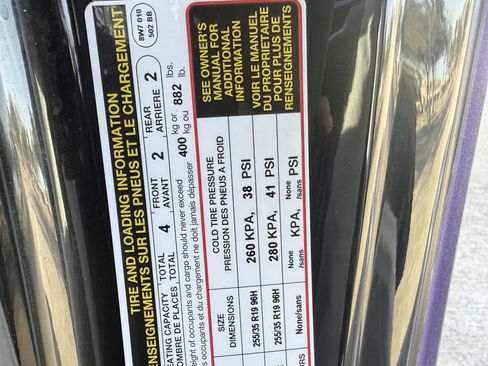 TIRE AND LOADING INFORMATION
RENSEIGNEMENTS SUR LES PNEUS ET LE CHARGEMENT
8W7 010
502 BB
SEATING CAPACITY TOTAL 4 FRONT 2 REAR 2
NOMBRE DE PLACES, TOTAL AVANT ARRIERE
weight of occupants and cargo should never exceed 400 kg or 882 lbs.
s occupants et du chargement ne doit jamais dépasser kg ou lb.
SIZE
DIMENSIONS
COLD TIRE PRESSURE
PRESSION DES PNEUS A FROID
SEE OWNER'S
MANUAL FOR
ADDITIONAL
INFORMATION
255/35 R19 96H 260 KPA, 38 PSI
255/35 R19 96H 280 KPA, 41 PSI
None/sans None KPA, None PSI
/sans /sans
VOIR LE MANUEL
DU PROPRIETAIRE
POUR PLUS DE
RENSEIGNEMENTS